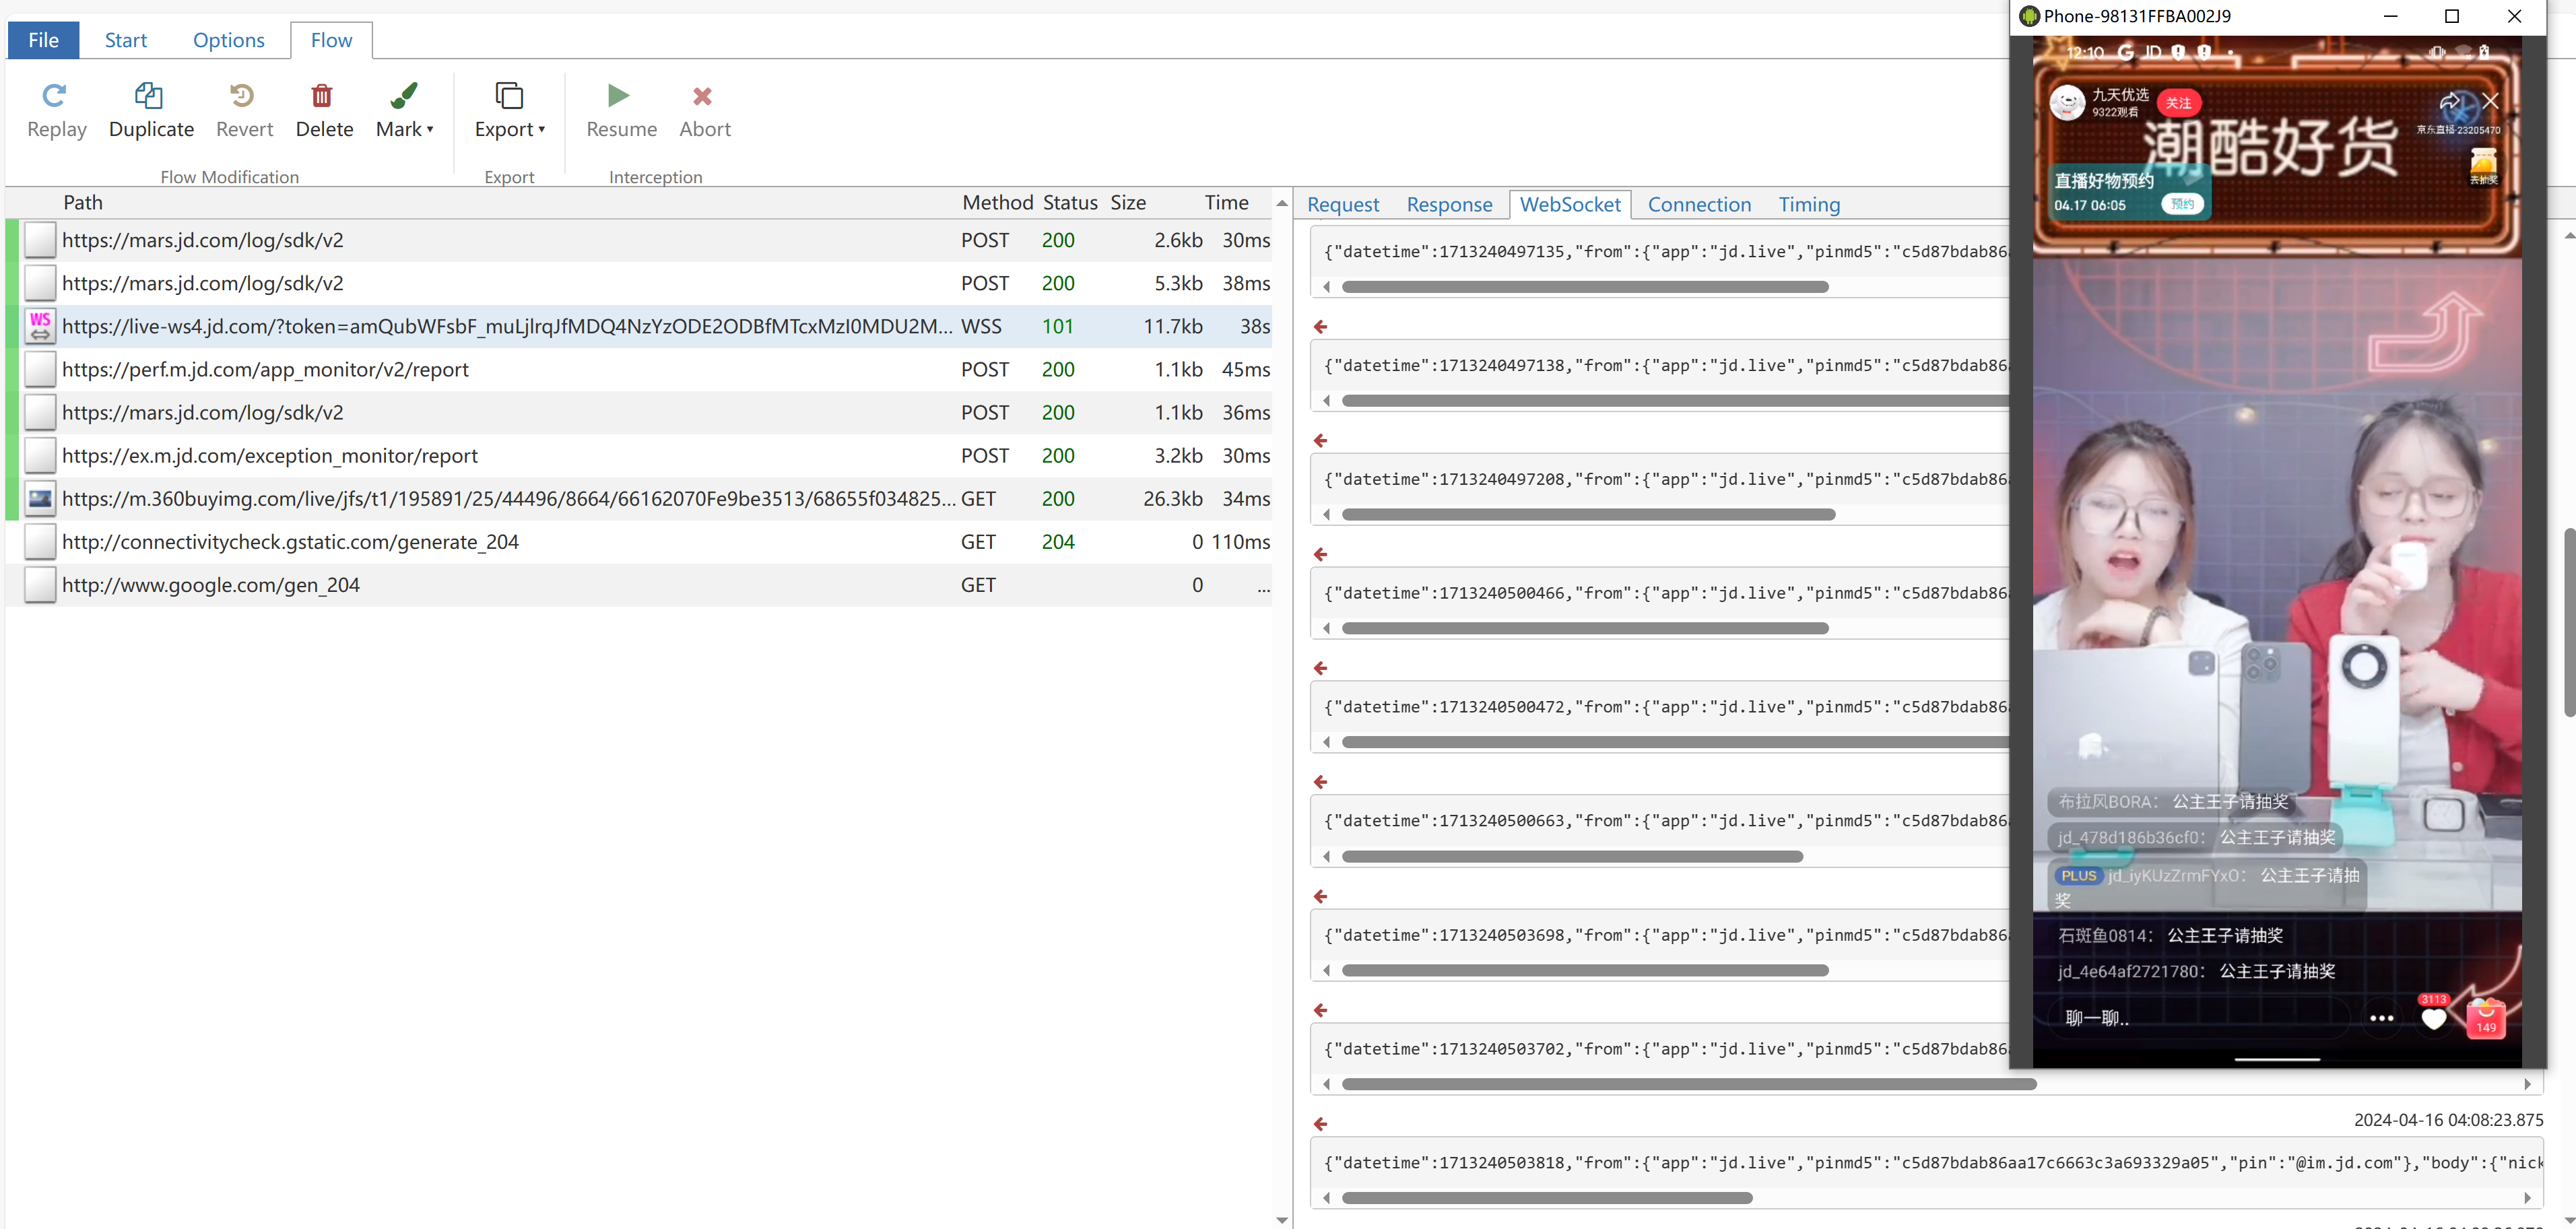 File Start Options Flow
Replay Duplicate Revert Delete Mark▾ Export▾ Resume Abort
Flow Modification Export Interception
Path Method Status Size Time
https://mars.jd.com/log/sdk/v2 POST 200 2.6kb 30ms
https://mars.jd.com/log/sdk/v2 POST 200 5.3kb 38ms
WS https://live-ws4.jd.com/?token=amQubWFsbF_muLjlrqJfMDQ4NzYzODE2ODBfMTcxMzI0MDU2M... WSS 101 11.7kb 38s
https://perf.m.jd.com/app_monitor/v2/report POST 200 1.1kb 45ms
https://mars.jd.com/log/sdk/v2 POST 200 1.1kb 36ms
https://ex.m.jd.com/exception_monitor/report POST 200 3.2kb 30ms
https://m.360buyimg.com/live/jfs/t1/195891/25/44496/8664/66162070Fe9be3513/68655f034825... GET 200 26.3kb 34ms
http://connectivitycheck.gstatic.com/generate_204 GET 204 0 110ms
http://www.google.com/gen_204 GET 0 ...
Request Response WebSocket Connection Timing
{"datetime":1713240497135,"from":{"app":"jd.live","pinmd5":"c5d87bdab86
{"datetime":1713240497138,"from":{"app":"jd.live","pinmd5":"c5d87bdab86
{"datetime":1713240497208,"from":{"app":"jd.live","pinmd5":"c5d87bdab86
{"datetime":1713240500466,"from":{"app":"jd.live","pinmd5":"c5d87bdab86
{"datetime":1713240500472,"from":{"app":"jd.live","pinmd5":"c5d87bdab86
{"datetime":1713240500663,"from":{"app":"jd.live","pinmd5":"c5d87bdab86
{"datetime":1713240503698,"from":{"app":"jd.live","pinmd5":"c5d87bdab86
{"datetime":1713240503702,"from":{"app":"jd.live","pinmd5":"c5d87bdab86
2024-04-16 04:08:23.875
{"datetime":1713240503818,"from":{"app":"jd.live","pinmd5":"c5d87bdab86aa17c6663c3a693329a05","pin":"@im.jd.com"},"body":{"nick
Phone-98131FFBA002J9
12:10 G JD
九天优选 关注
9322观看
京东直播·23205470
潮酷好货
去抽奖
直播好物预约
04.17 06:05 预约
布拉风BORA： 公主王子请抽奖
jd_478d186b36cf0： 公主王子请抽奖
PLUS jd_iyKUzZrmFYxO： 公主王子请抽
奖
石斑鱼0814： 公主王子请抽奖
jd_4e64af2721780： 公主王子请抽奖
聊一聊..
3113
149